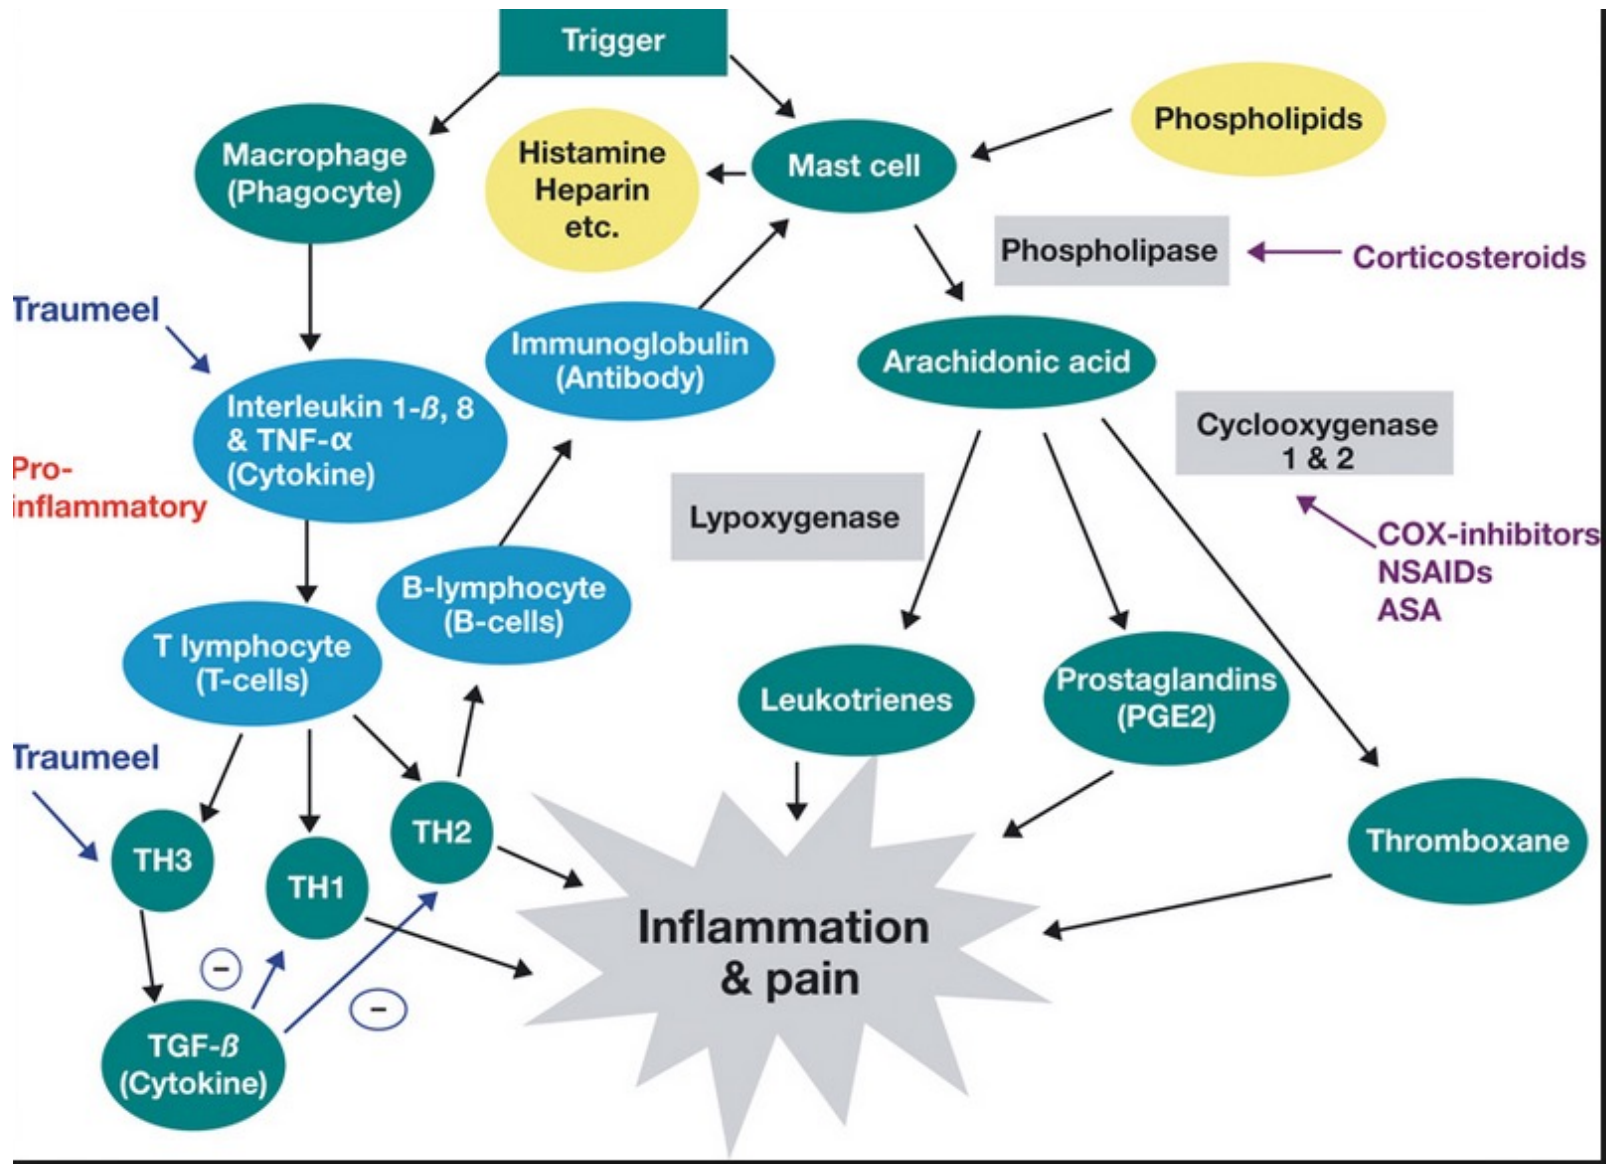 Trigger
Phospholipids
Macrophage
(Phagocyte)
Histamine
Heparin
etc.
Mast cell
Phospholipase
Corticosteroids
Traumeel
Immunoglobulin
(Antibody)
Arachidonic acid
Interleukin 1-ß, 8
& TNF-α
(Cytokine)
Cyclooxygenase
1 & 2
Pro-
inflammatory
Lypoxygenase
COX-inhibitors
NSAIDs
ASA
B-lymphocyte
(B-cells)
T lymphocyte
(T-cells)
Leukotrienes
Prostaglandins
(PGE2)
Traumeel
TH3
TH1
TH2
Thromboxane
Inflammation
& pain
−
−
TGF-ß
(Cytokine)